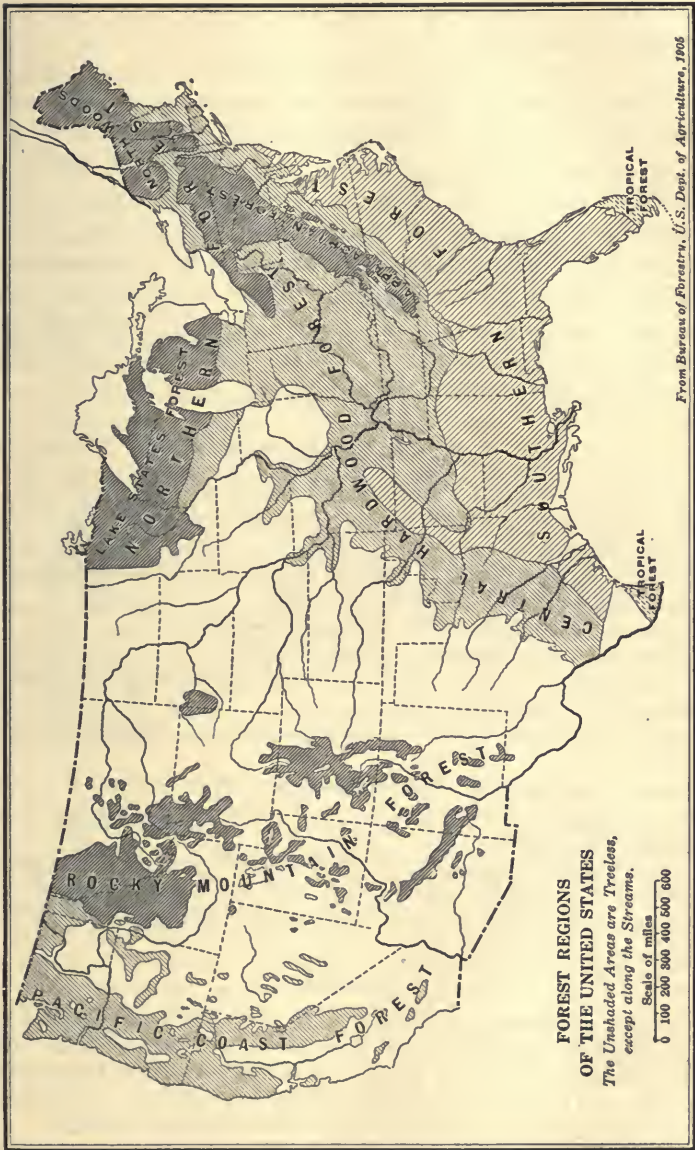 NORTH WOODS
LAKE STATES FOREST
NORTHERN FOREST
APPALACHIAN FOREST
CENTRAL HARDWOOD FOREST
SOUTHERN FOREST
TROPICAL
FOREST
TROPICAL
FOREST
ROCKY MOUNTAIN FOREST
PACIFIC COAST FOREST
FOREST REGIONS
OF THE UNITED STATES
The Unshaded Areas are Treeless,
except along the Streams.
Scale of miles
0 100 200 300 400 500 600
From Bureau of Forestry, U.S. Dept. of Agriculture, 1905